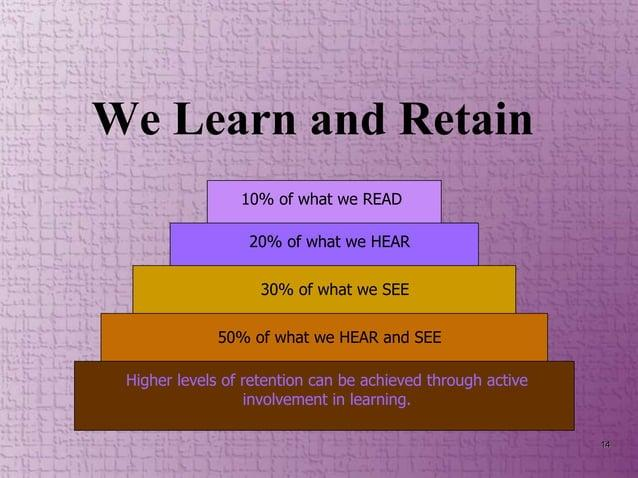 We Learn and Retain
10% of what we READ
20% of what we HEAR
30% of what we SEE
50% of what we HEAR and SEE
Higher levels of retention can be achieved through active
involvement in learning.
14